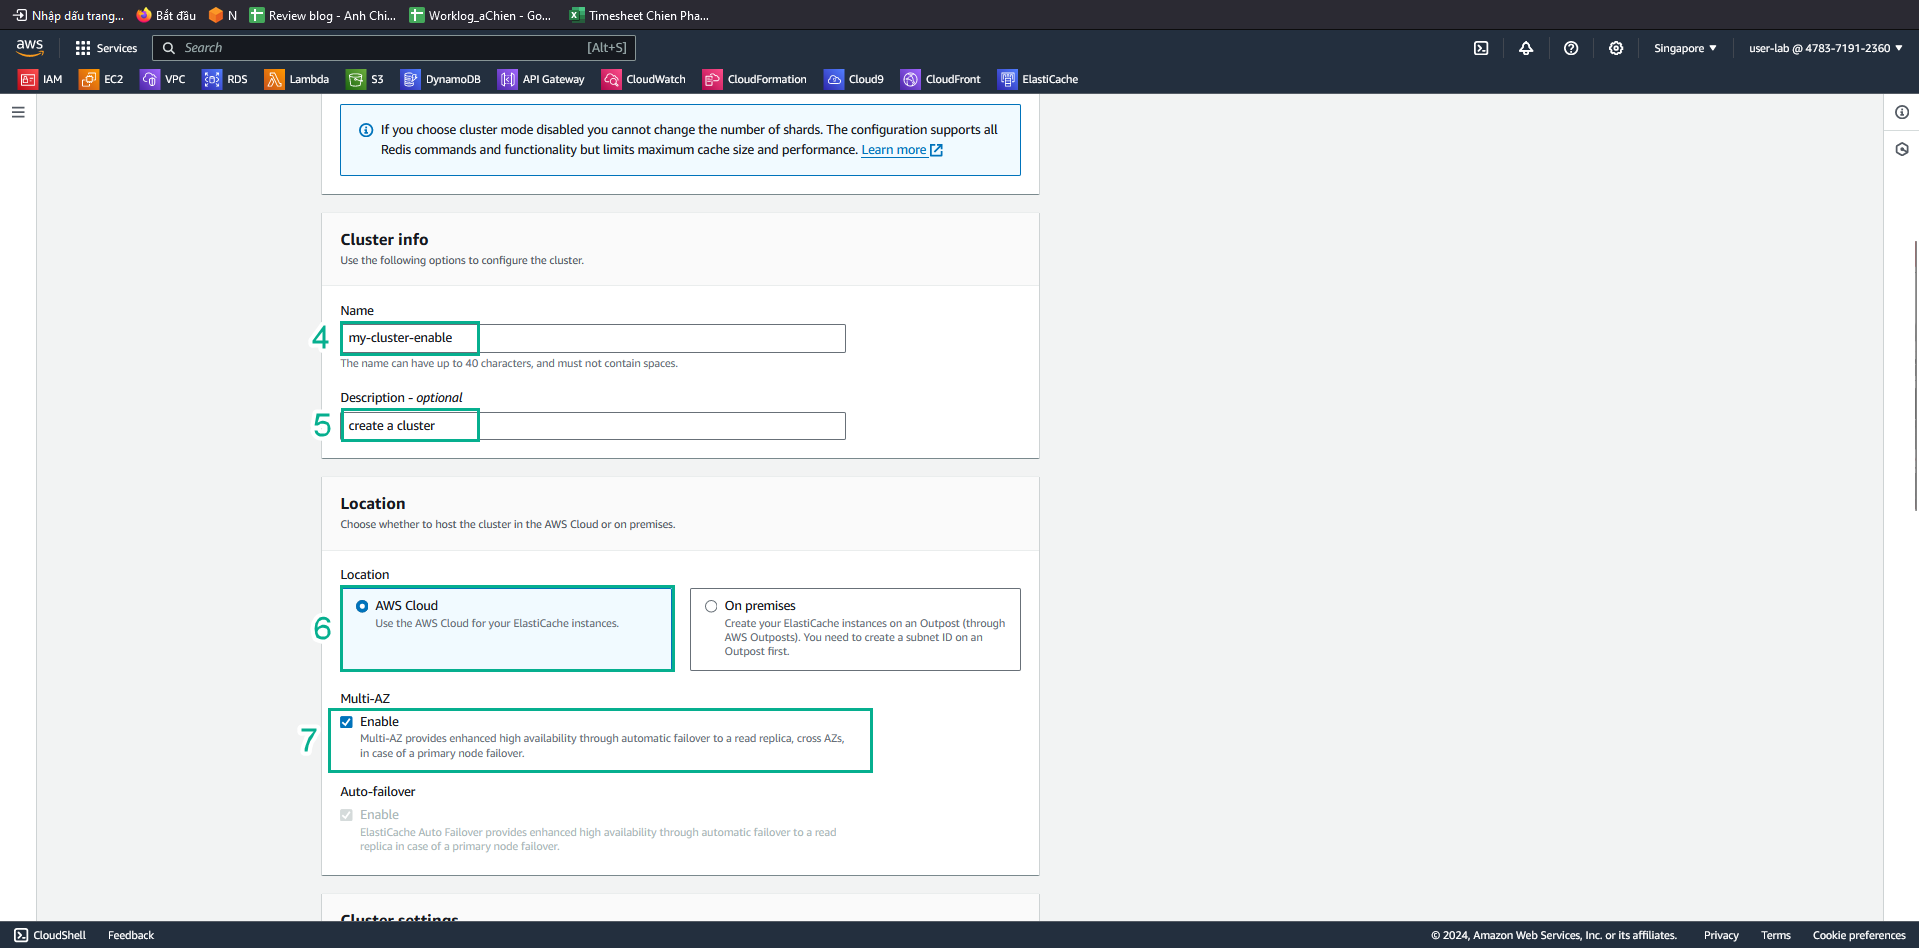 Nhập dấu trang... Bắt đầu N Review blog - Anh Chi... Worklog_aChien - Go... Timesheet Chien Pha...
aws Services Search [Alt+S] Singapore ▼ user-lab @ 4783-7191-2360 ▼
IAM EC2 VPC RDS Lambda S3 DynamoDB API Gateway CloudWatch CloudFormation Cloud9 CloudFront ElastiCache
If you choose cluster mode disabled you cannot change the number of shards. The configuration supports all
Redis commands and functionality but limits maximum cache size and performance. Learn more
Cluster info
Use the following options to configure the cluster.
Name
4 my-cluster-enable
The name can have up to 40 characters, and must not contain spaces.
Description - optional
5 create a cluster
Location
Choose whether to host the cluster in the AWS Cloud or on premises.
Location
6 AWS Cloud
Use the AWS Cloud for your ElastiCache instances.
On premises
Create your ElastiCache instances on an Outpost (through
AWS Outposts). You need to create a subnet ID on an
Outpost first.
Multi-AZ
7 Enable
Multi-AZ provides enhanced high availability through automatic failover to a read replica, cross AZs,
in case of a primary node failover.
Auto-failover
Enable
ElastiCache Auto Failover provides enhanced high availability through automatic failover to a read
replica in case of a primary node failover.
Cluster settings
CloudShell Feedback © 2024, Amazon Web Services, Inc. or its affiliates. Privacy Terms Cookie preferences